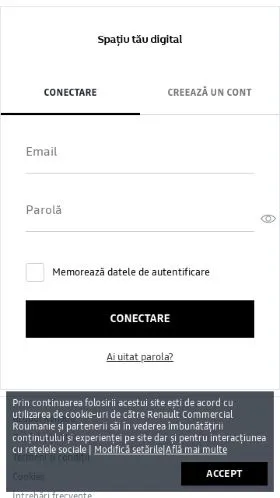 Spațiu tău digital
CONECTARE
CREEAZĂ UN CONT
Email
Parolă
Memorează datele de autentificare
CONECTARE
Ai uitat parola?
Prin continuarea folosirii acestui site ești de acord cu
utilizarea de cookie-uri de către Renault Commercial
Roumanie și partenerii săi în vederea îmbunătățirii
conținutului și experienței pe site dar și pentru interacțiunea
cu rețelele sociale | Modifică setările|Află mai multe
Termeni și condiții
Cookies
ACCEPT
Întrebări frecvente